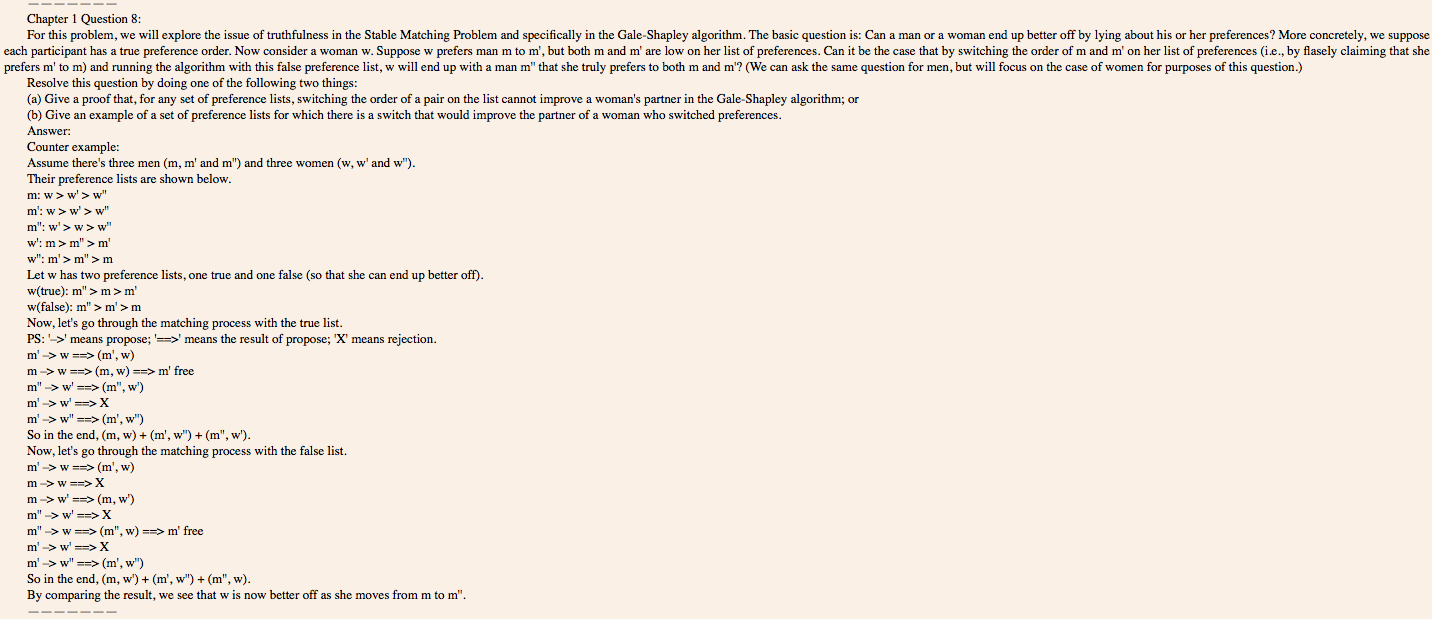 ———————
Chapter 1 Question 8:
For this problem, we will explore the issue of truthfulness in the Stable Matching Problem and specifically in the Gale-Shapley algorithm. The basic question is: Can a man or a woman end up better off by lying about his or her preferences? More concretely, we suppose
each participant has a true preference order. Now consider a woman w. Suppose w prefers man m to m', but both m and m' are low on her list of preferences. Can it be the case that by switching the order of m and m' on her list of preferences (i.e., by flasely claiming that she
prefers m' to m) and running the algorithm with this false preference list, w will end up with a man m" that she truly prefers to both m and m'? (We can ask the same question for men, but will focus on the case of women for purposes of this question.)
Resolve this question by doing one of the following two things:
(a) Give a proof that, for any set of preference lists, switching the order of a pair on the list cannot improve a woman's partner in the Gale-Shapley algorithm; or
(b) Give an example of a set of preference lists for which there is a switch that would improve the partner of a woman who switched preferences.
Answer:
Counter example:
Assume there's three men (m, m' and m") and three women (w, w' and w").
Their preference lists are shown below.
m: w > w' > w"
m': w > w' > w"
m": w' > w > w"
w': m > m" > m'
w": m' > m" > m
Let w has two preference lists, one true and one false (so that she can end up better off).
w(true): m" > m > m'
w(false): m" > m' > m
Now, let's go through the matching process with the true list.
PS: '–>' means propose; '==>' means the result of propose; 'X' means rejection.
m' –> w ==> (m', w)
m –> w ==> (m, w) ==> m' free
m" –> w' ==> (m", w')
m' –> w' ==> X
m' –> w" ==> (m', w")
So in the end, (m, w) + (m', w") + (m", w').
Now, let's go through the matching process with the false list.
m' –> w ==> (m', w)
m –> w ==> X
m –> w' ==> (m, w')
m" –> w' ==> X
m" –> w ==> (m", w) ==> m' free
m' –> w' ==> X
m' –> w" ==> (m', w")
So in the end, (m, w') + (m', w") + (m", w).
By comparing the result, we see that w is now better off as she moves from m to m".
———————